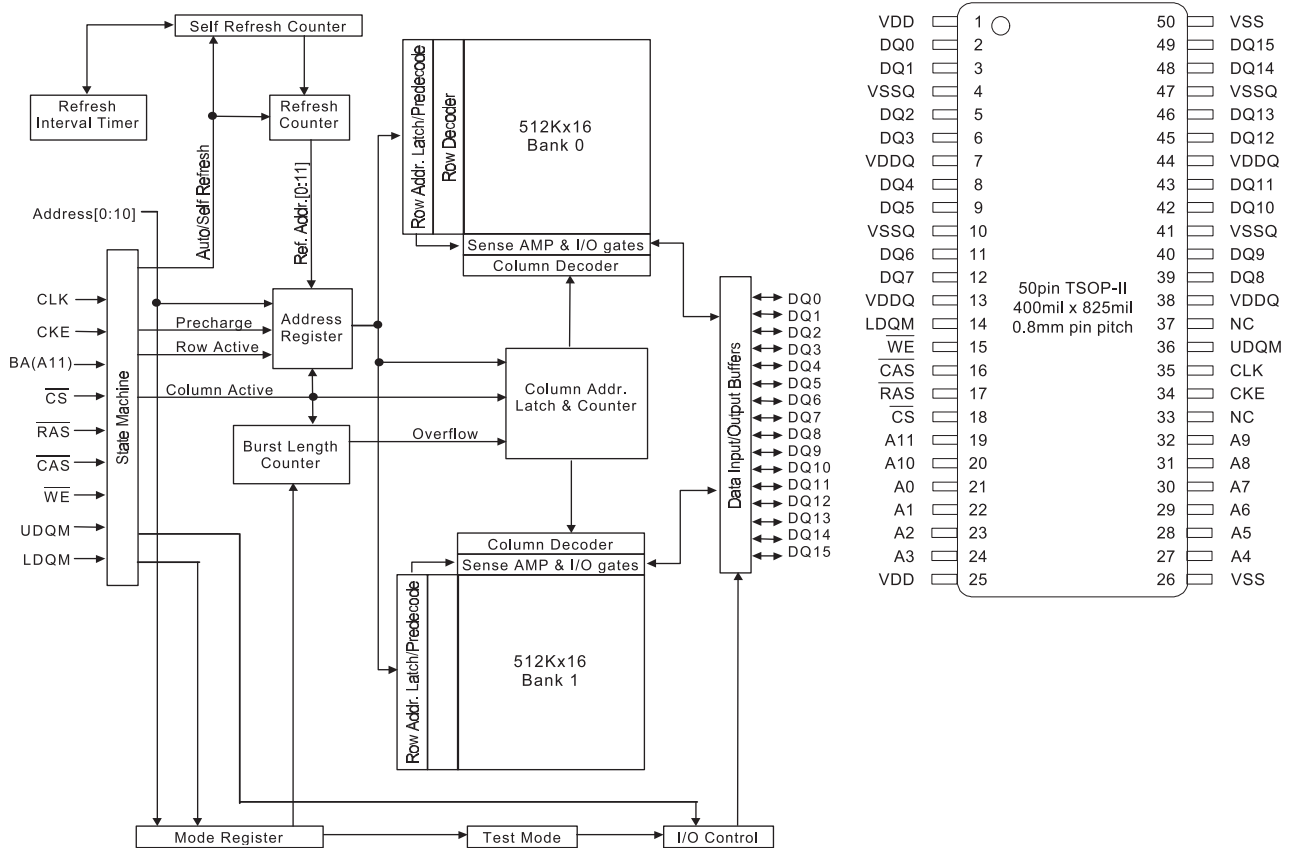 Self Refresh Counter
Refresh
Interval Timer
Refresh
Counter
Auto/Self Refresh
Ref. Addr.[0:11]
Address[0:10]
State Machine
CLK
CKE
BA(A11)
CS
RAS
CAS
WE
UDQM
LDQM
Precharge
Row Active
Column Active
Address
Register
Burst Length
Counter
Overflow
Row Addr. Latch/Predecode
Row Decoder
512Kx16
Bank 0
Sense AMP & I/O gates
Column Decoder
Column Addr.
Latch & Counter
Column Decoder
Sense AMP & I/O gates
Row Addr. Latch/Predecode
512Kx16
Bank 1
Data Input/Output Buffers
DQ0
DQ1
DQ2
DQ3
DQ4
DQ5
DQ6
DQ7
DQ8
DQ9
DQ10
DQ11
DQ12
DQ13
DQ14
DQ15
Mode Register
Test Mode
I/O Control
VDD 1 50 VSS
DQ0 2 49 DQ15
DQ1 3 48 DQ14
VSSQ 4 47 VSSQ
DQ2 5 46 DQ13
DQ3 6 45 DQ12
VDDQ 7 44 VDDQ
DQ4 8 43 DQ11
DQ5 9 42 DQ10
VSSQ 10 41 VSSQ
DQ6 11 40 DQ9
DQ7 12 39 DQ8
VDDQ 13 38 VDDQ
LDQM 14 37 NC
WE 15 36 UDQM
CAS 16 35 CLK
RAS 17 34 CKE
CS 18 33 NC
A11 19 32 A9
A10 20 31 A8
A0 21 30 A7
A1 22 29 A6
A2 23 28 A5
A3 24 27 A4
VDD 25 26 VSS
50pin TSOP-II
400mil x 825mil
0.8mm pin pitch